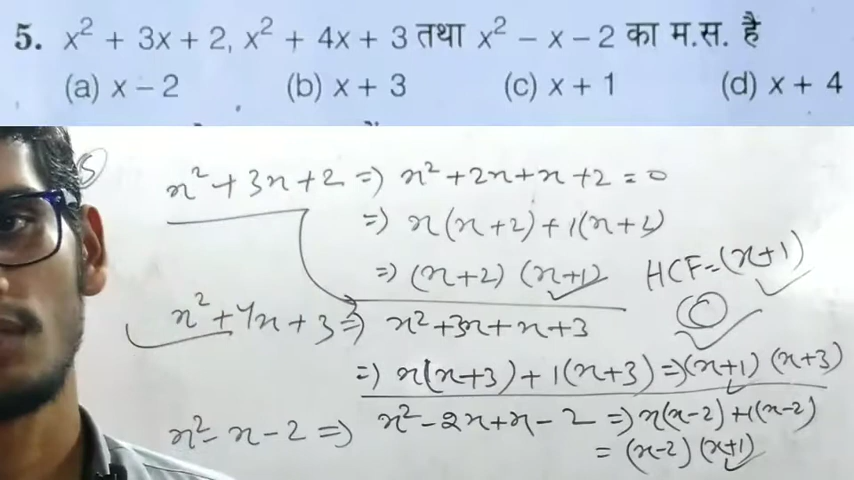 5. x² + 3x + 2, x² + 4x + 3 तथा x² – x – 2 का म.स. है
(a) x – 2 (b) x + 3 (c) x + 1 (d) x + 4
5
x² + 3x + 2 => x² + 2x + x + 2 = 0
=> x(x + 2) + 1(x + 2)
=> (x + 2) (x + 1)
HCF = (x + 1)
C
x² + 4x + 3 => x² + 3x + x + 3
=> x(x + 3) + 1(x + 3) => (x + 1) (x + 3)
x² - x - 2 => x² - 2x + x - 2 => x(x - 2) + 1(x - 2)
= (x - 2) (x + 1)